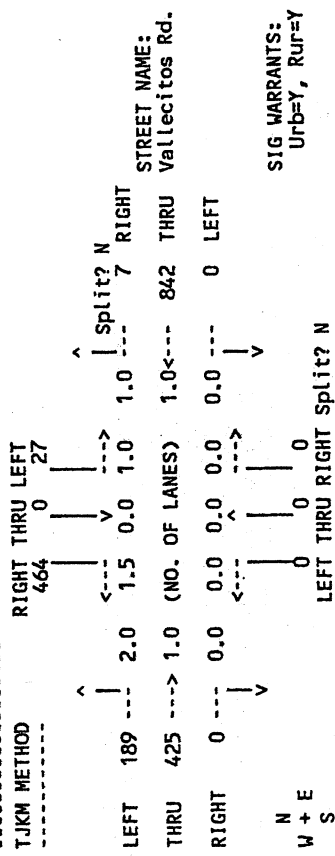 TJKM METHOD RIGHT THRU LEFT
------------ 464 0 27
^ | | | ^
| | | | | Split? N
LEFT 189 --- 2.0 1.5 0.0 1.0 1.0 --- 7 RIGHT
<--- v --->
STREET NAME:
THRU 425 ---> 1.0 (NO. OF LANES) 1.0<--- 842 THRU Vallecitos Rd.
RIGHT 0 --- 0.0 0.0 0.0 0.0 0.0 --- 0 LEFT
| <--- ^ ---> |
v | | | v
N | | | SIG WARRANTS:
W + E 0 0 0 Urb=Y, Rur=Y
S LEFT THRU RIGHT Split? N